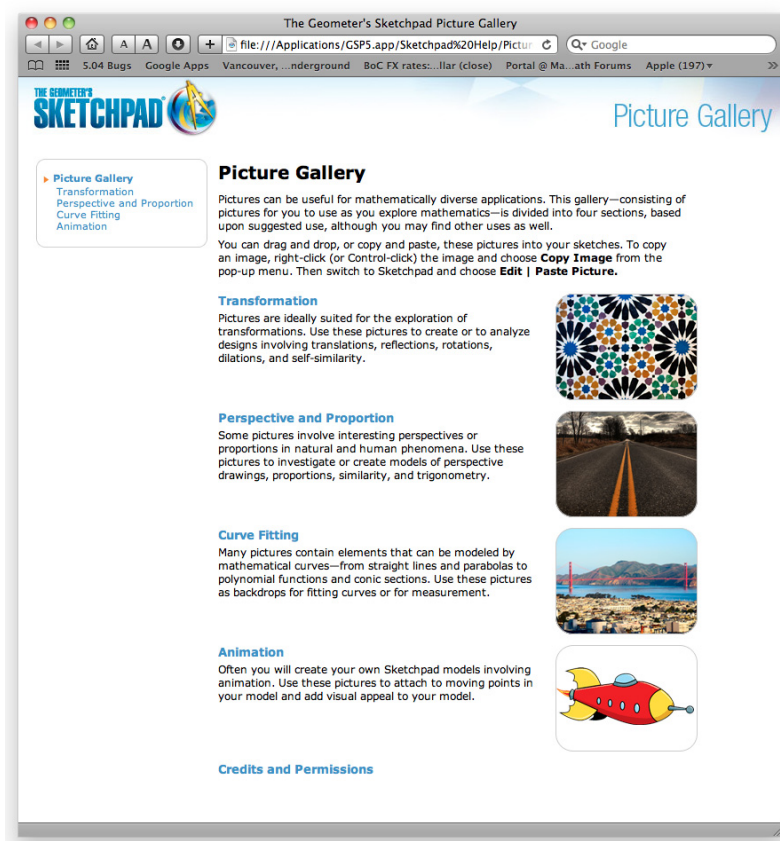 The Geometer's Sketchpad Picture Gallery
A A + file:///Applications/GSP5.app/Sketchpad%20Help/Pictur Google
5.04 Bugs Google Apps Vancouver, ...nderground BoC FX rates:...llar (close) Portal @ Ma...ath Forums Apple (197) »
THE GEOMETER'S
SKETCHPAD
Picture Gallery
Picture Gallery
Transformation
Perspective and Proportion
Curve Fitting
Animation
Picture Gallery
Pictures can be useful for mathematically diverse applications. This gallery—consisting of
pictures for you to use as you explore mathematics—is divided into four sections, based
upon suggested use, although you may find other uses as well.
You can drag and drop, or copy and paste, these pictures into your sketches. To copy
an image, right-click (or Control-click) the image and choose Copy Image from the
pop-up menu. Then switch to Sketchpad and choose Edit | Paste Picture.
Transformation
Pictures are ideally suited for the exploration of
transformations. Use these pictures to create or to analyze
designs involving translations, reflections, rotations,
dilations, and self-similarity.
Perspective and Proportion
Some pictures involve interesting perspectives or
proportions in natural and human phenomena. Use these
pictures to investigate or create models of perspective
drawings, proportions, similarity, and trigonometry.
Curve Fitting
Many pictures contain elements that can be modeled by
mathematical curves—from straight lines and parabolas to
polynomial functions and conic sections. Use these pictures
as backdrops for fitting curves or for measurement.
Animation
Often you will create your own Sketchpad models involving
animation. Use these pictures to attach to moving points in
your model and add visual appeal to your model.
Credits and Permissions